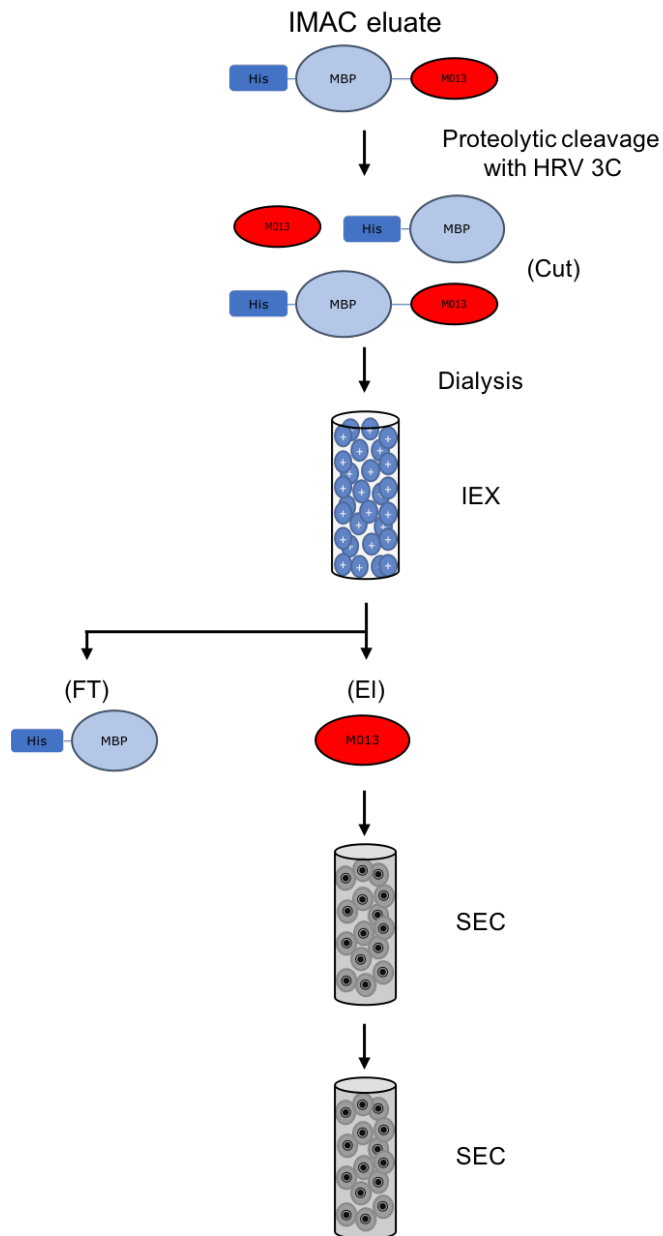 IMAC eluate
His
MBP
M013
Proteolytic cleavage
with HRV 3C
M013
His
MBP
(Cut)
His
MBP
M013
Dialysis
+ + + + + + + + + + + + + + + + + + + + + +
IEX
(FT)
(El)
His
MBP
M013
SEC
SEC